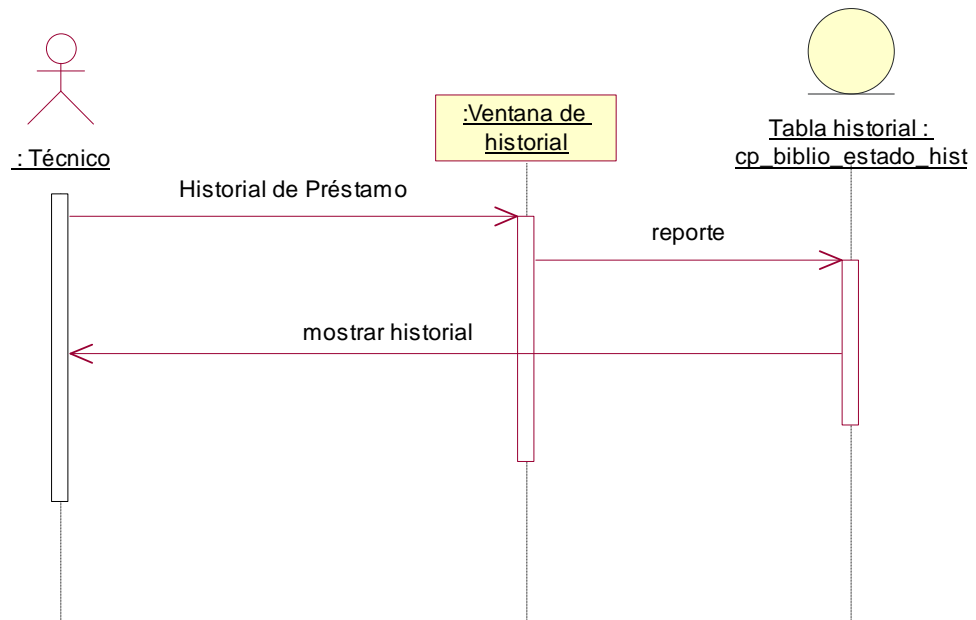 : Técnico
:Ventana de
historial
Tabla historial :
cp_biblio_estado_hist
Historial de Préstamo
reporte
mostrar historial